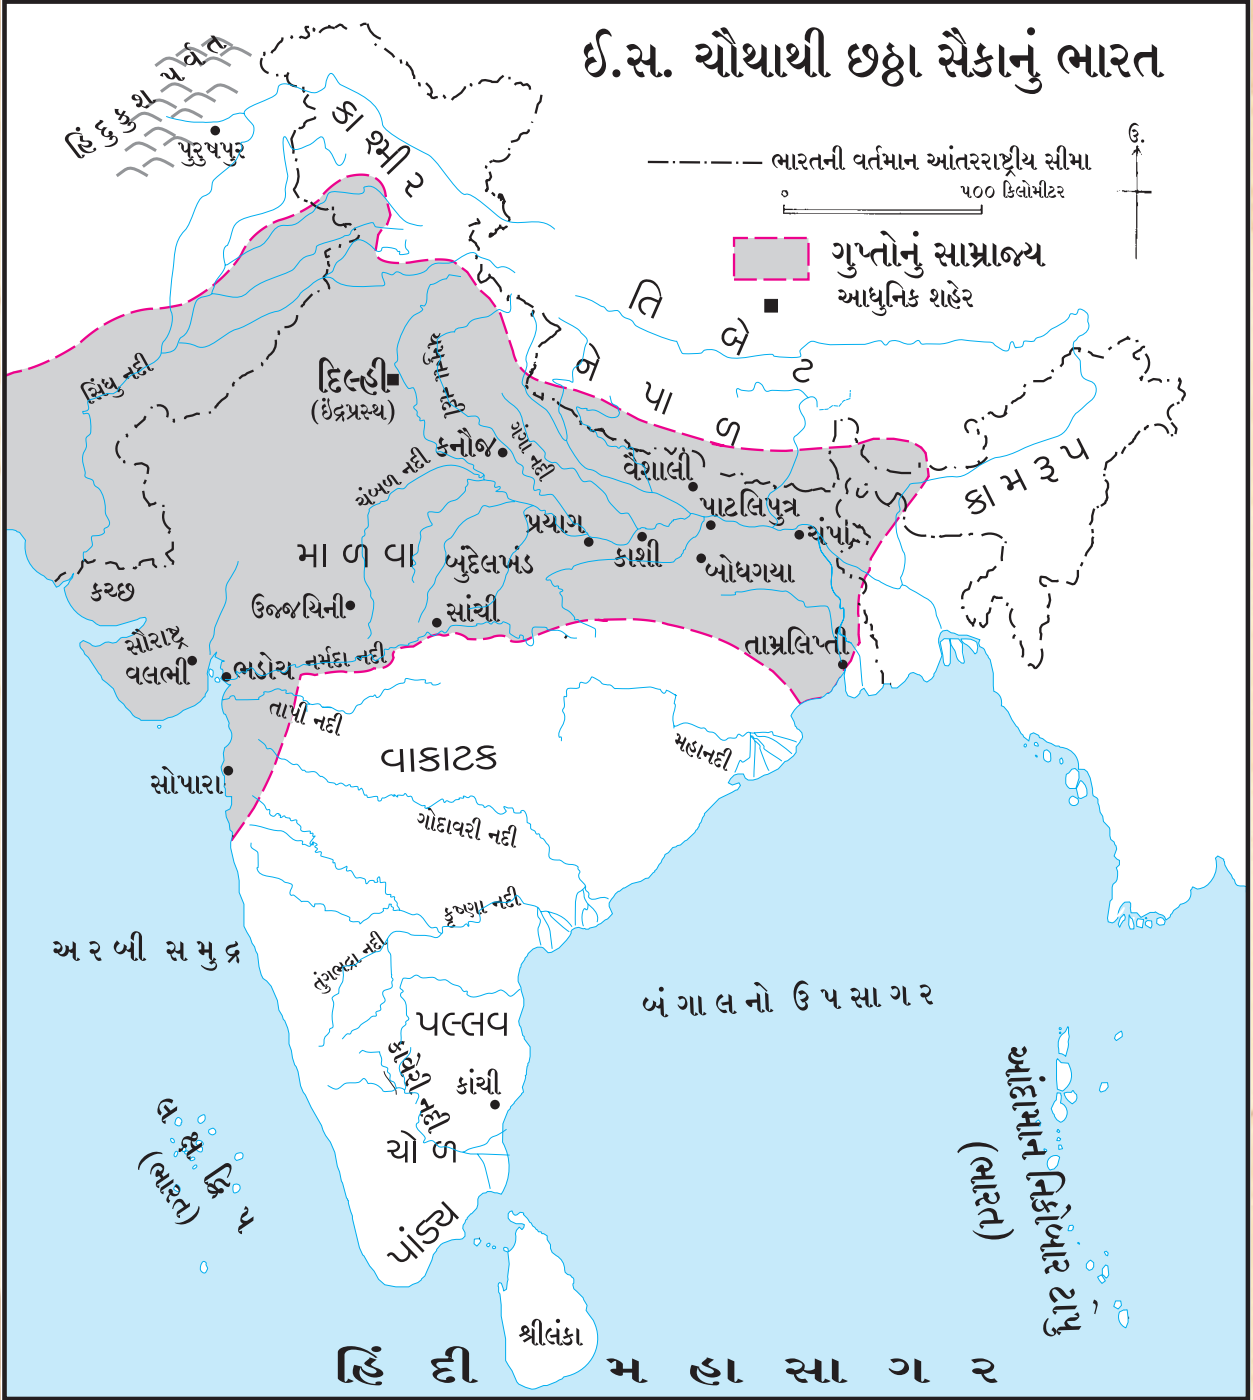 ઈ.સ. ચૌથાથી છઠ્ઠા સૈકાનું ભારત
ઉ.
ભારતની વર્તમાન આંતરરાષ્ટ્રીય સીમા
૦ ૫૦૦ કિલોમીટર
ગુપ્તોનું સામ્રાજ્ય
આધુનિક શહેર
હિંદુકુશ પર્વત
પુરુષપુર
કાશ્મીર
તિબેટ
નેપાળ
કામરૂપ
સિંધુ નદી
દિલ્હી
(ઇંદ્રપ્રસ્થ)
યમુના નદી
કનૌજ
ગંગા નદી
ચંબળ નદી
વૈશાલી
પાટલિપુત્ર
પ્રયાગ
કાશી
ચંપા
બોધગયા
માળવા
બુંદેલખંડ
કચ્છ
ઉજ્જયિની
સાંચી
સૌરાષ્ટ્ર
વલભી
ભડોચ
નર્મદા નદી
તામ્રલિપ્તી
તાપી નદી
વાકાટક
મહાનદી
સોપારા
ગોદાવરી નદી
કૃષ્ણા નદી
તુંગભદ્રા નદી
અરબી સમુદ્ર
બંગાલનો ઉપસાગર
પલ્લવ
કાવેરી નદી
કાંચી
ચોળ
પાંડ્ય
લક્ષદ્વિપ
(ભારત)
આંદામાન નિકોબાર ટાપુ
(ભારત)
શ્રીલંકા
હિંદી મહાસાગર